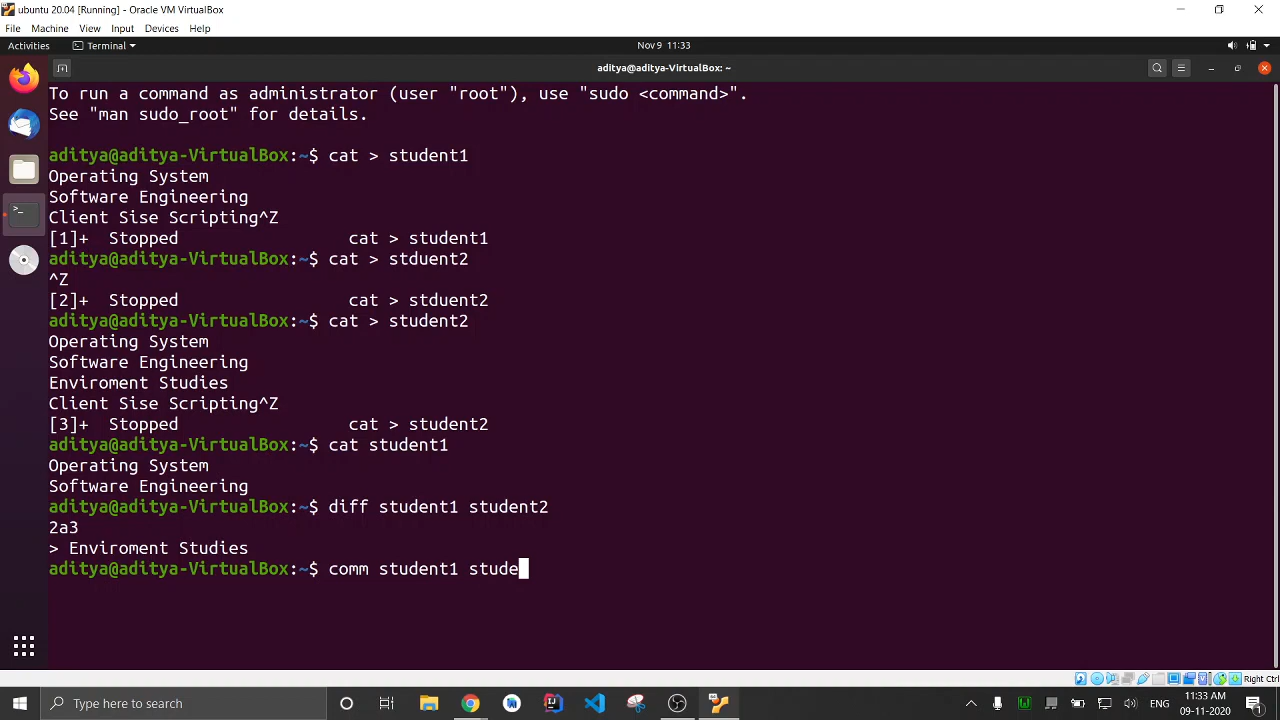 ubuntu 20.04 [Running] - Oracle VM VirtualBox
File Machine View Input Devices Help
Activities Terminal Nov 9 11:33
aditya@aditya-VirtualBox: ~
To run a command as administrator (user "root"), use "sudo <command>".
See "man sudo_root" for details.
aditya@aditya-VirtualBox:~$ cat > student1
Operating System
Software Engineering
Client Sise Scripting^Z
[1]+  Stopped                 cat > student1
aditya@aditya-VirtualBox:~$ cat > stduent2
^Z
[2]+  Stopped                 cat > stduent2
aditya@aditya-VirtualBox:~$ cat > student2
Operating System
Software Engineering
Enviroment Studies
Client Sise Scripting^Z
[3]+  Stopped                 cat > student2
aditya@aditya-VirtualBox:~$ cat student1
Operating System
Software Engineering
aditya@aditya-VirtualBox:~$ diff student1 student2
2a3
> Enviroment Studies
aditya@aditya-VirtualBox:~$ comm student1 stude
Right Ctrl
Type here to search
ENG
11:33 AM
09-11-2020